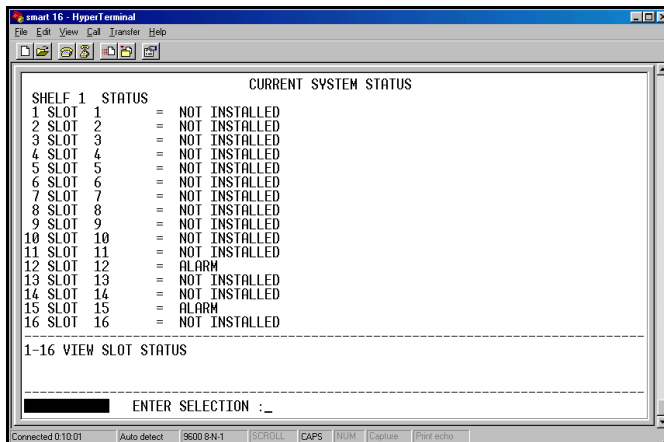 smart 16 - HyperTerminal
File Edit View Call Transfer Help
CURRENT SYSTEM STATUS
SHELF 1 STATUS
1 SLOT 1 = NOT INSTALLED
2 SLOT 2 = NOT INSTALLED
3 SLOT 3 = NOT INSTALLED
4 SLOT 4 = NOT INSTALLED
5 SLOT 5 = NOT INSTALLED
6 SLOT 6 = NOT INSTALLED
7 SLOT 7 = NOT INSTALLED
8 SLOT 8 = NOT INSTALLED
9 SLOT 9 = NOT INSTALLED
10 SLOT 10 = NOT INSTALLED
11 SLOT 11 = NOT INSTALLED
12 SLOT 12 = ALARM
13 SLOT 13 = NOT INSTALLED
14 SLOT 14 = NOT INSTALLED
15 SLOT 15 = ALARM
16 SLOT 16 = NOT INSTALLED
1-16 VIEW SLOT STATUS
ENTER SELECTION :_
Connected 0:10:01 Auto detect 9600 8-N-1 SCROLL CAPS NUM Capture Print echo